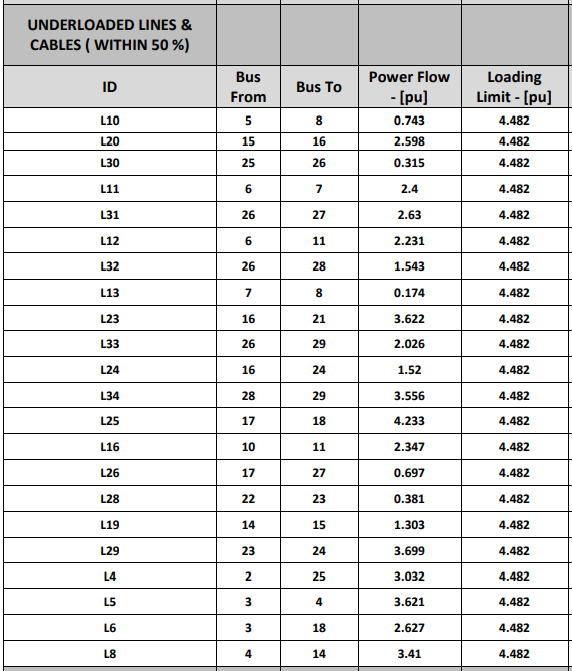 UNDERLOADED LINES &
CABLES ( WITHIN 50 %)
ID Bus From Bus To Power Flow - [pu] Loading Limit - [pu]
L10 5 8 0.743 4.482
L20 15 16 2.598 4.482
L30 25 26 0.315 4.482
L11 6 7 2.4 4.482
L31 26 27 2.63 4.482
L12 6 11 2.231 4.482
L32 26 28 1.543 4.482
L13 7 8 0.174 4.482
L23 16 21 3.622 4.482
L33 26 29 2.026 4.482
L24 16 24 1.52 4.482
L34 28 29 3.556 4.482
L25 17 18 4.233 4.482
L16 10 11 2.347 4.482
L26 17 27 0.697 4.482
L28 22 23 0.381 4.482
L19 14 15 1.303 4.482
L29 23 24 3.699 4.482
L4 2 25 3.032 4.482
L5 3 4 3.621 4.482
L6 3 18 2.627 4.482
L8 4 14 3.41 4.482